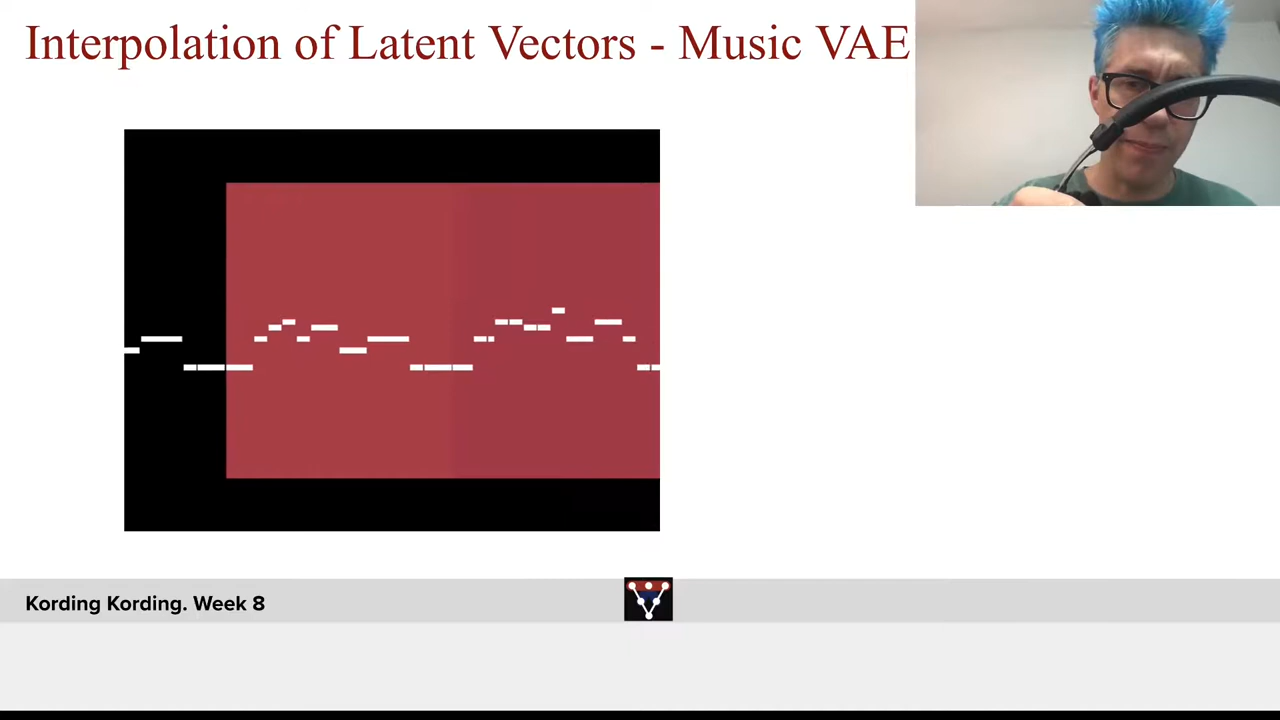 Interpolation of Latent Vectors - Music VAE
Kording Kording. Week 8